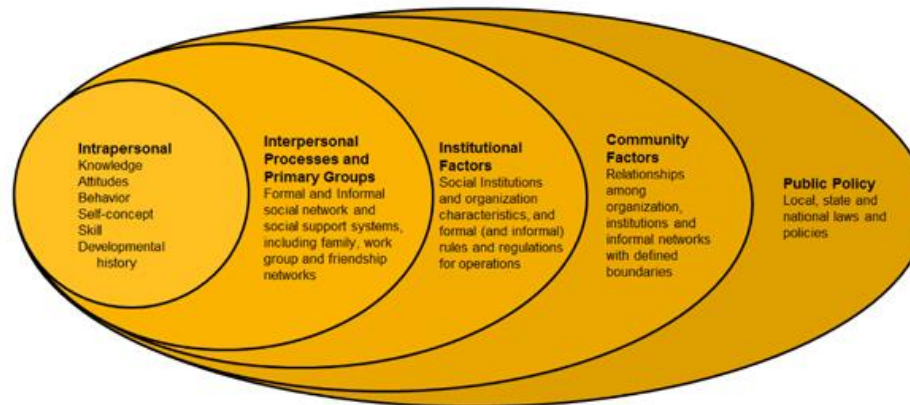 Intrapersonal
Knowledge
Attitudes
Behavior
Self-concept
Skill
Developmental
history
Interpersonal
Processes and
Primary Groups
Formal and Informal
social network and
social support systems,
including family, work
group and friendship
networks
Institutional
Factors
Social Institutions
and organization
characteristics, and
formal (and informal)
rules and regulations
for operations
Community
Factors
Relationships
among
organization,
institutions and
informal networks
with defined
boundaries
Public Policy
Local, state and
national laws and
policies